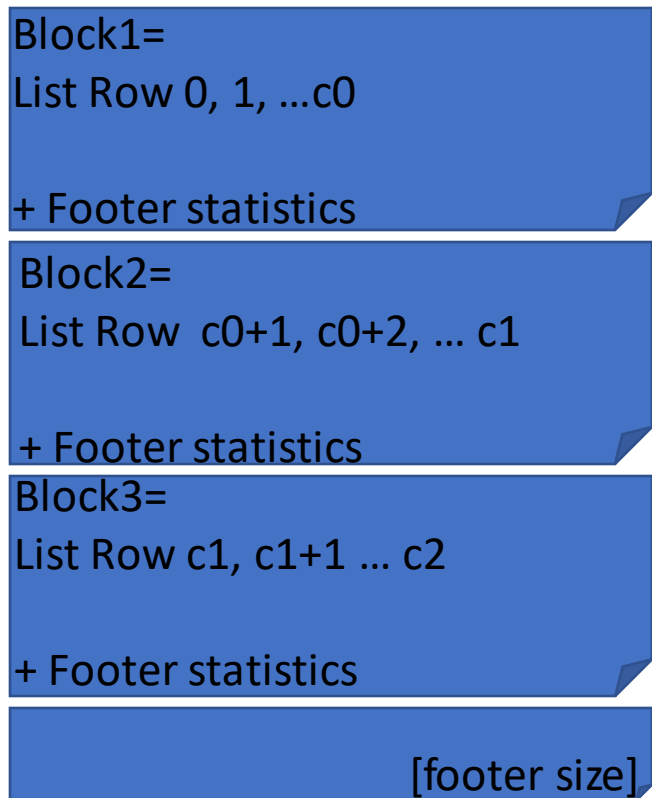 Block1=
List Row 0, 1, …c0
+ Footer statistics
Block2=
List Row  c0+1, c0+2, … c1
+ Footer statistics
Block3=
List Row c1, c1+1 … c2
+ Footer statistics
[footer size]